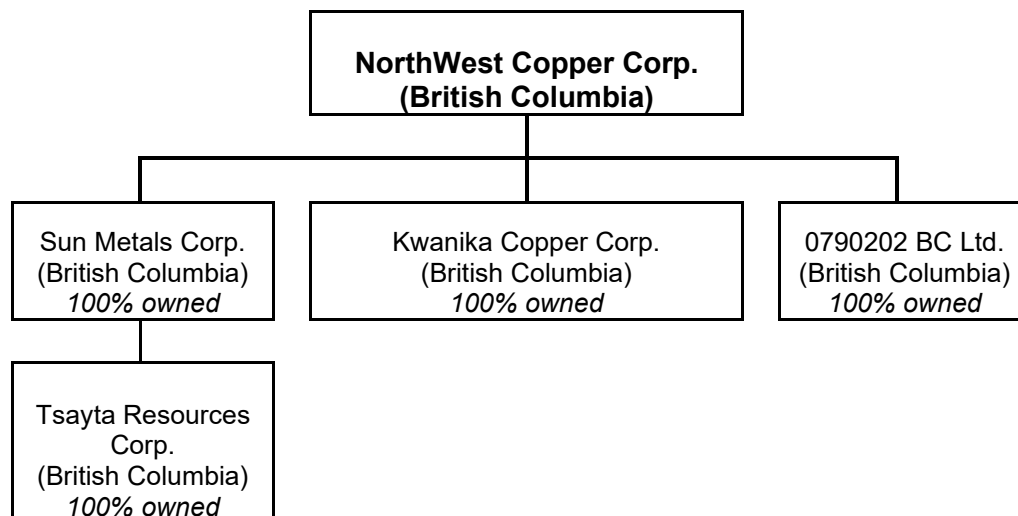 NorthWest Copper Corp.
(British Columbia)
Sun Metals Corp.
(British Columbia)
100% owned
Kwanika Copper Corp.
(British Columbia)
100% owned
0790202 BC Ltd.
(British Columbia)
100% owned
Tsayta Resources
Corp.
(British Columbia)
100% owned